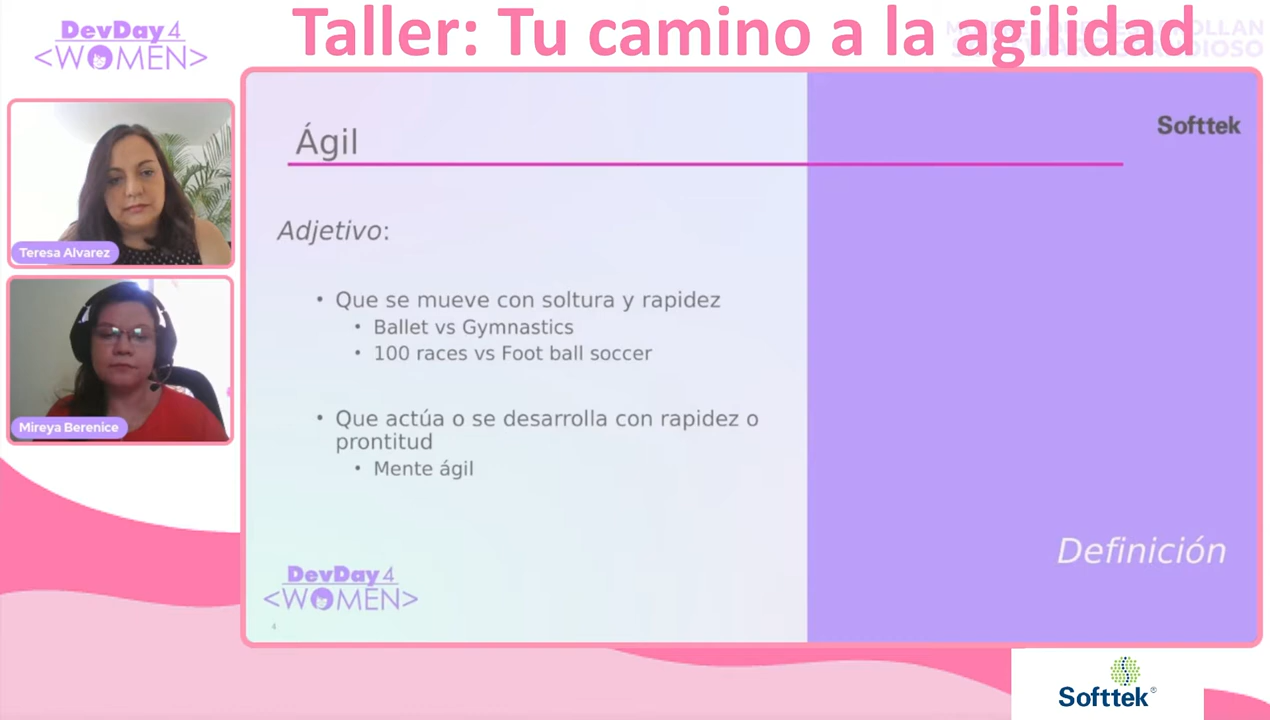 DevDay4
<WOMEN>
Taller: Tu camino a la agilidad
Teresa Alvarez
Mireya Berenice
Softtek
Ágil
Adjetivo:
• Que se mueve con soltura y rapidez
• Ballet vs Gymnastics
• 100 races vs Foot ball soccer
• Que actúa o se desarrolla con rapidez o
prontitud
• Mente ágil
Definición
DevDay4
<WOMEN>
4
Softtek®